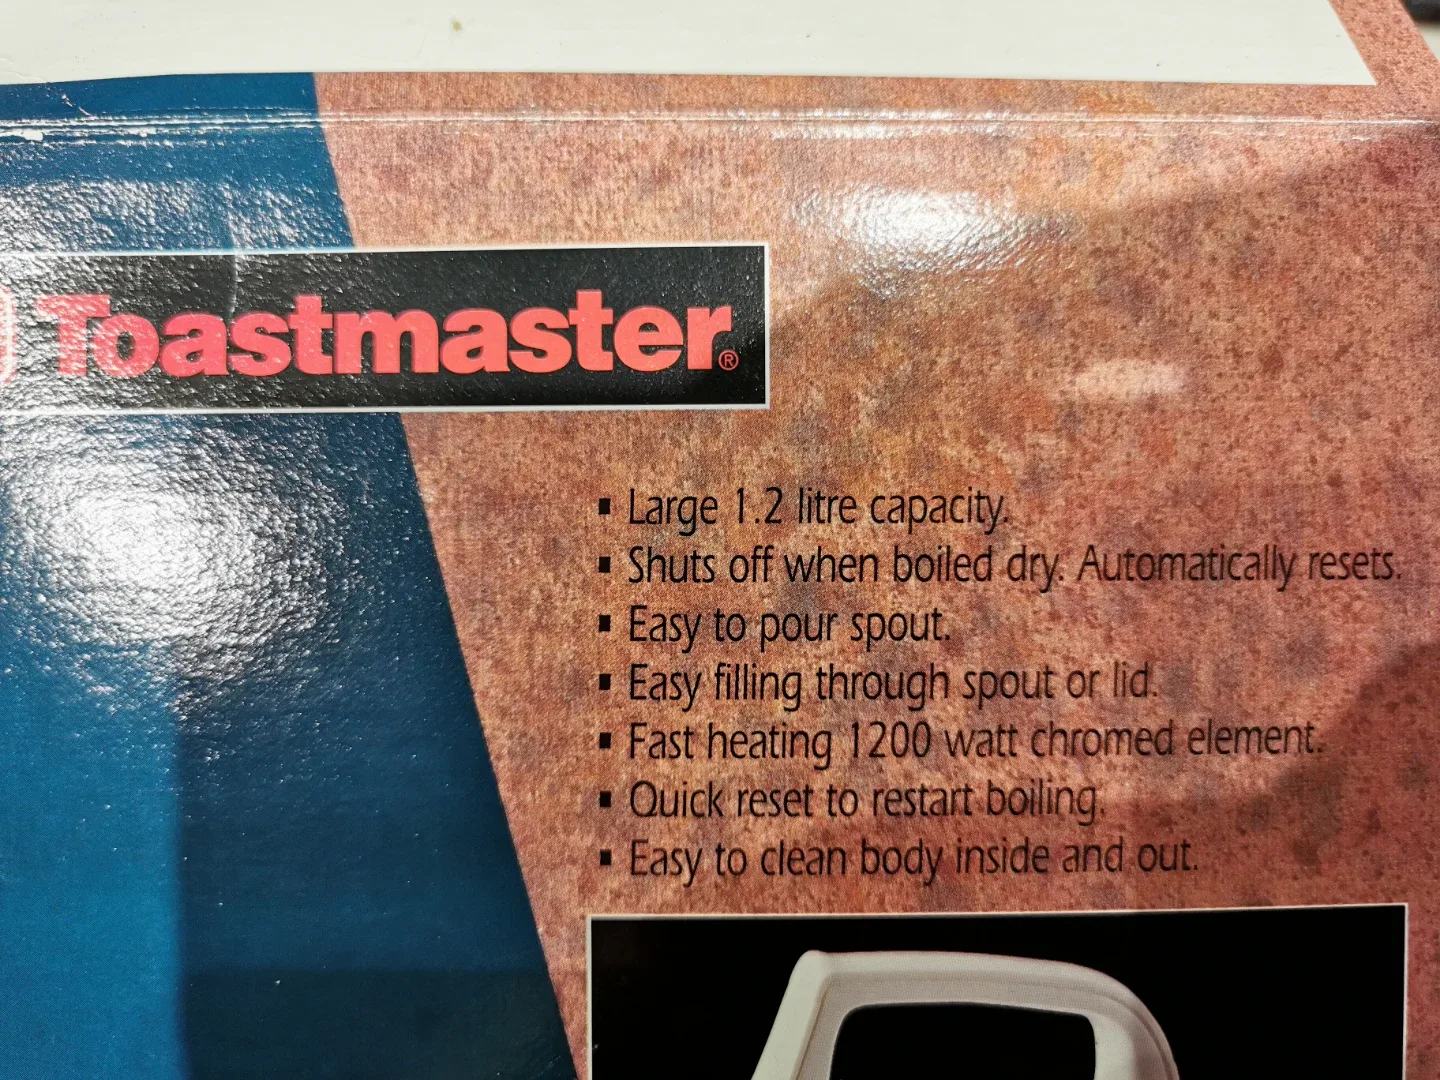 Toastmaster®
▪ Large 1.2 litre capacity.
▪ Shuts off when boiled dry. Automatically resets.
▪ Easy to pour spout.
▪ Easy filling through spout or lid.
▪ Fast heating 1200 watt chromed element.
▪ Quick reset to restart boiling.
▪ Easy to clean body inside and out.